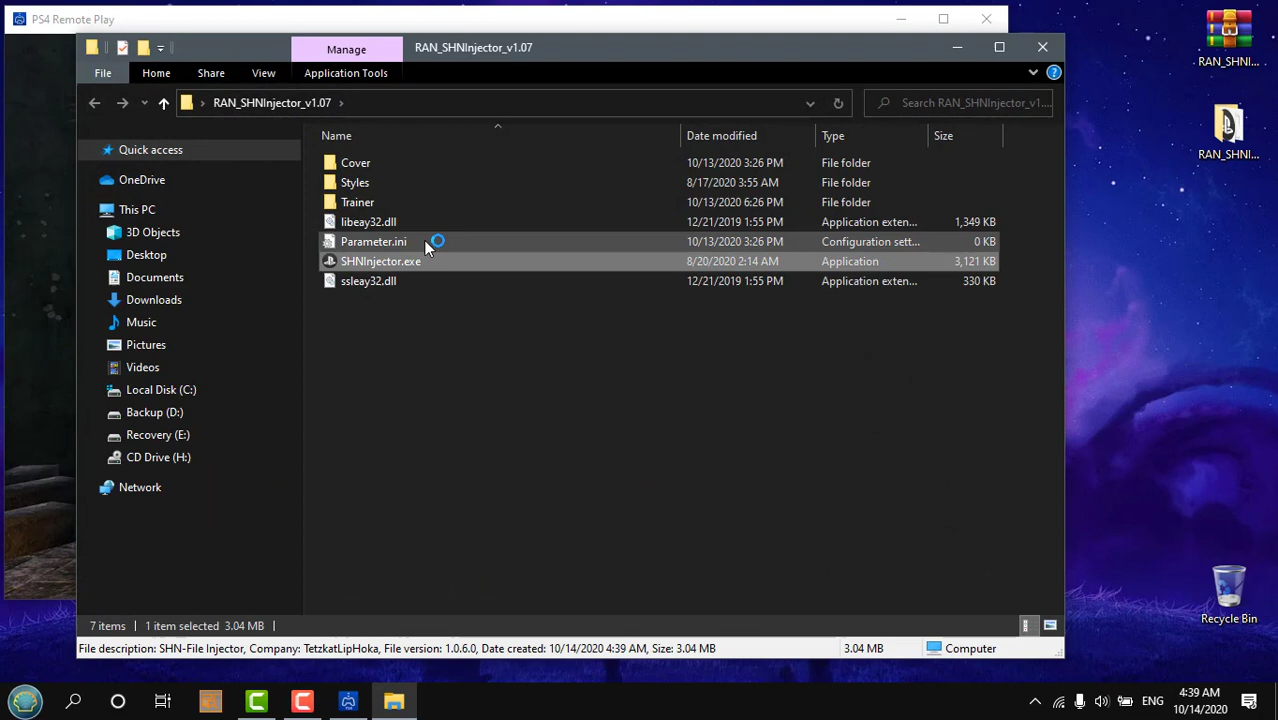 PS4 Remote Play
Manage
RAN_SHNInjector_v1.07
File
Home
Share
View
Application Tools
RAN_SHNInjector_v1.07
Search RAN_SHNInjector_v1....
Name
Date modified
Type
Size
Quick access
OneDrive
This PC
3D Objects
Desktop
Documents
Downloads
Music
Pictures
Videos
Local Disk (C:)
Backup (D:)
Recovery (E:)
CD Drive (H:)
Network
Cover 10/13/2020 3:26 PM File folder
Styles 8/17/2020 3:55 AM File folder
Trainer 10/13/2020 6:26 PM File folder
libeay32.dll 12/21/2019 1:55 PM Application exten... 1,349 KB
Parameter.ini 10/13/2020 3:26 PM Configuration sett... 0 KB
SHNInjector.exe 8/20/2020 2:14 AM Application 3,121 KB
ssleay32.dll 12/21/2019 1:55 PM Application exten... 330 KB
7 items 1 item selected 3.04 MB
File description: SHN-File Injector, Company: TetzkatLipHoka, File version: 1.0.6.0, Date created: 10/14/2020 4:39 AM, Size: 3.04 MB
3.04 MB
Computer
RAN_SHNI...
RAN_SHNI...
Recycle Bin
ENG
4:39 AM
10/14/2020